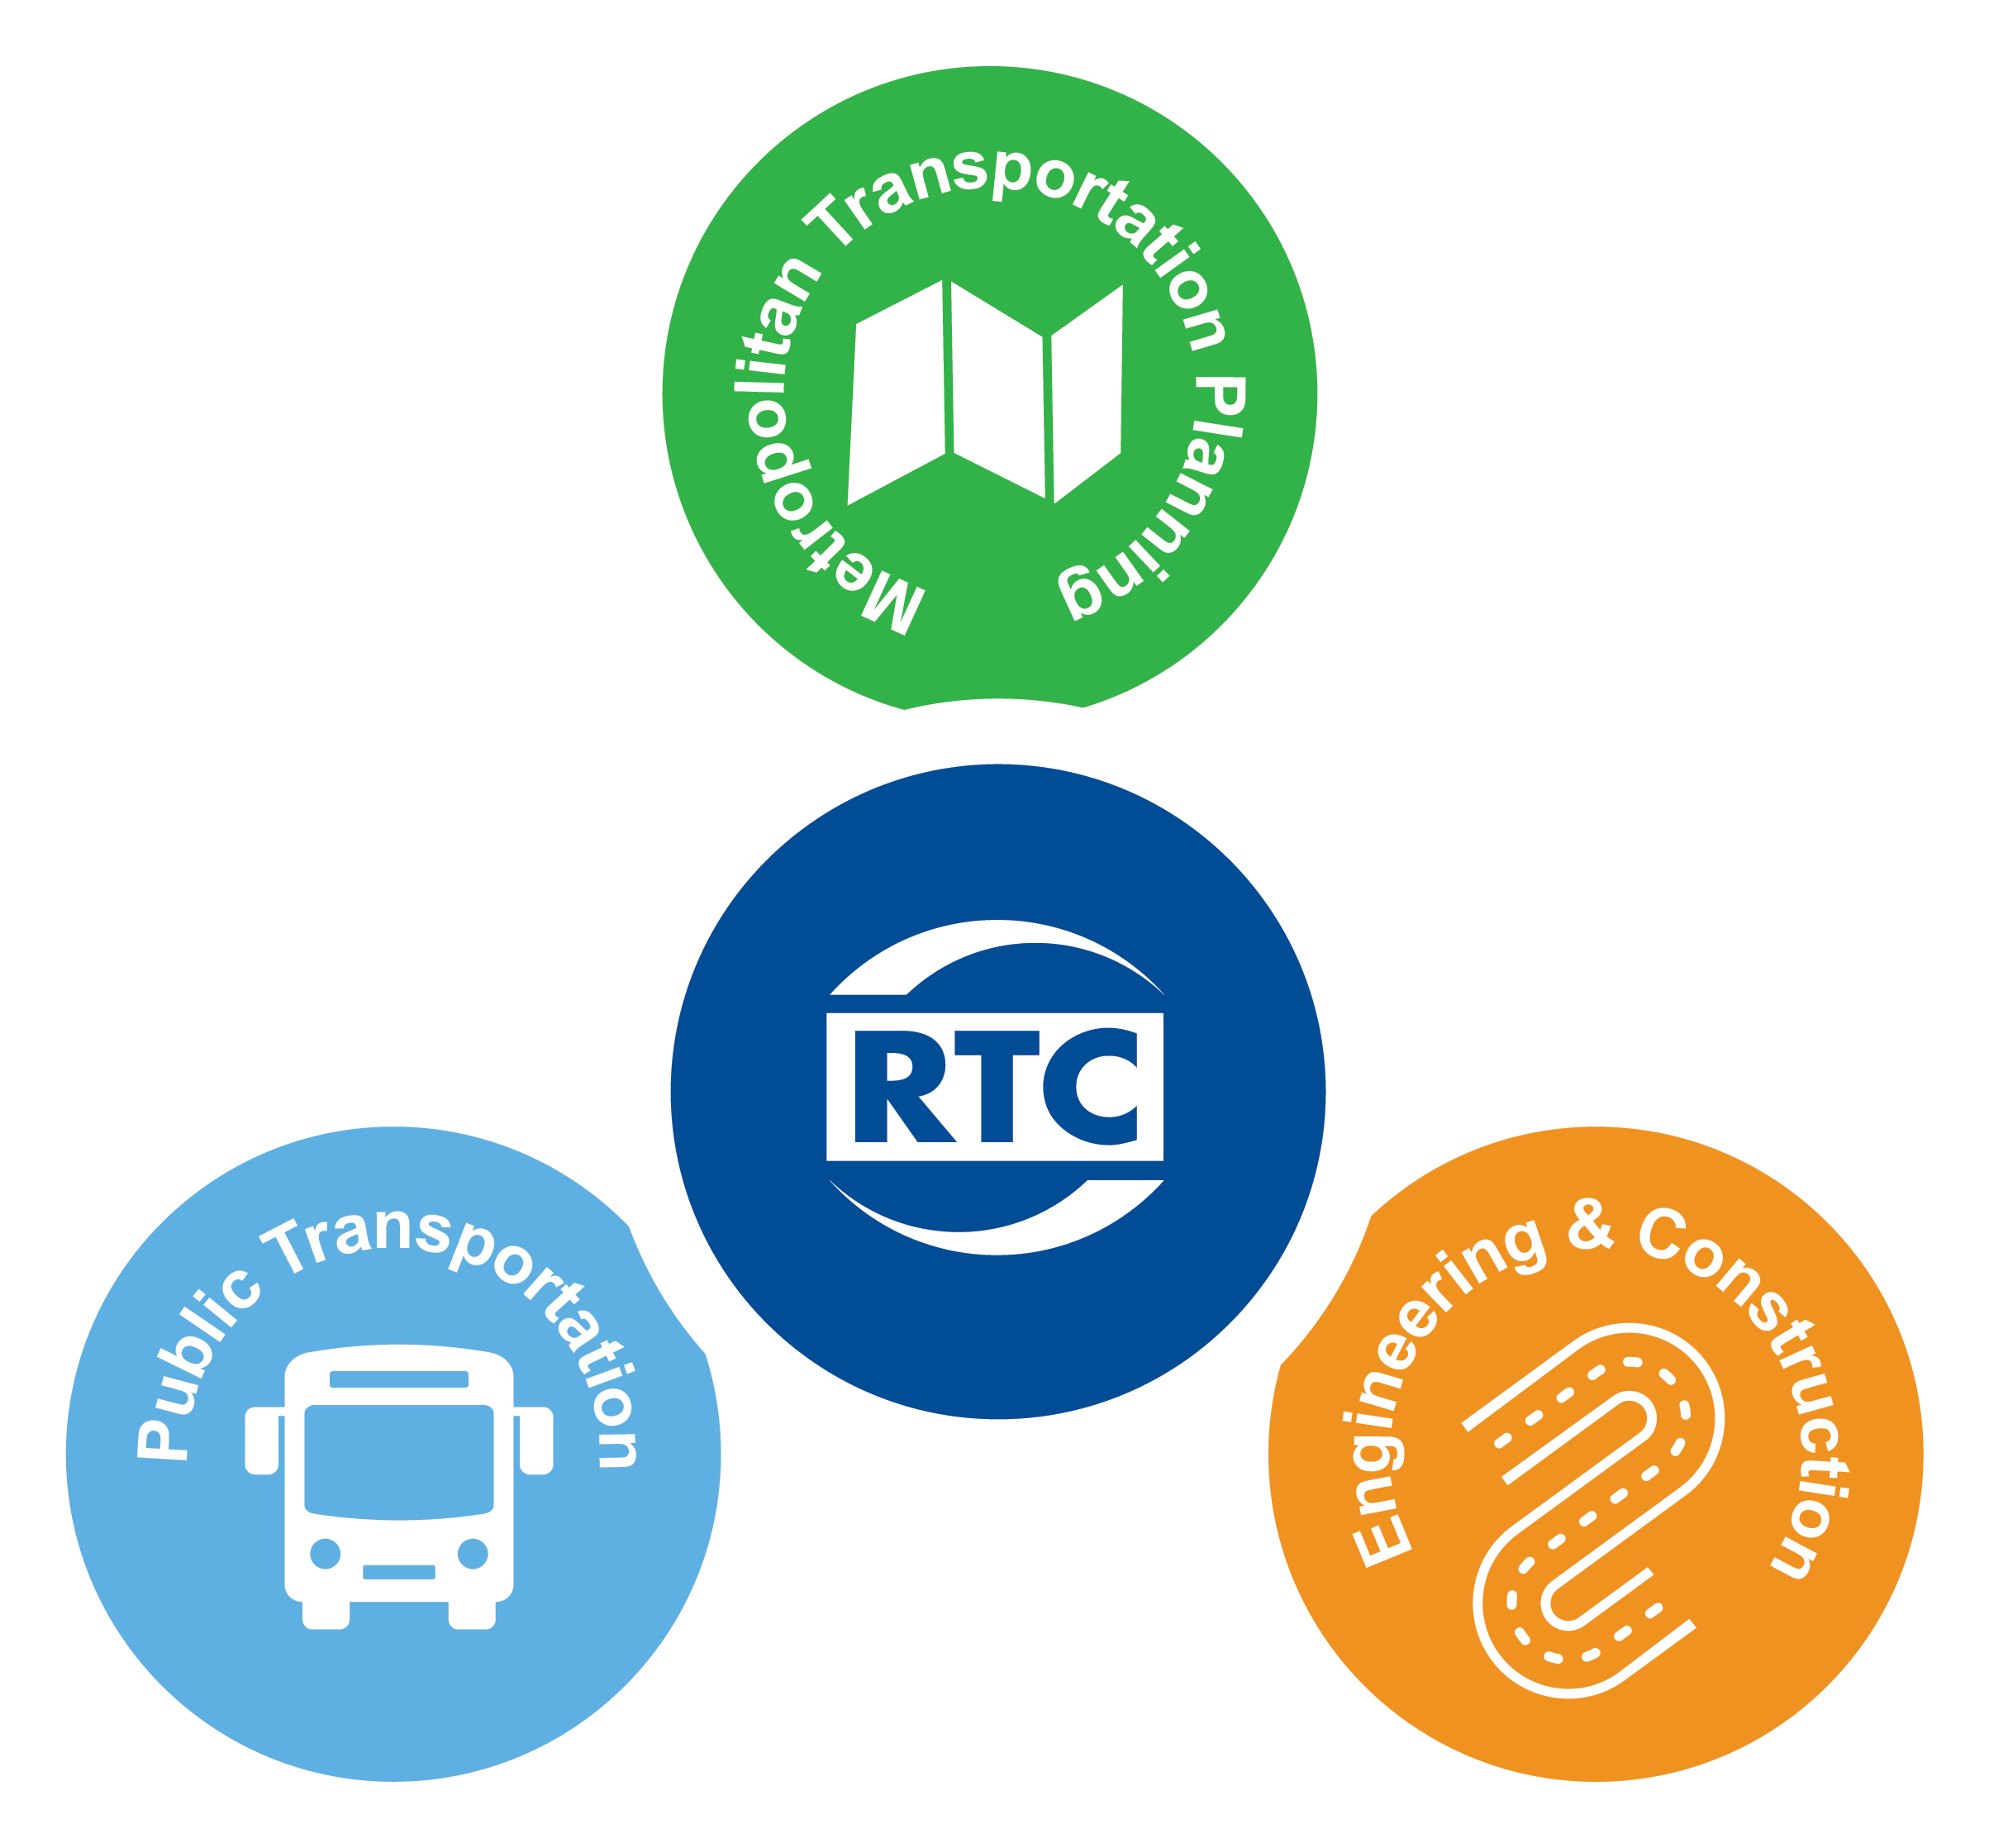 Metropolitan Transportation Planning
RTC
Public Transportation
Engineering & Construction